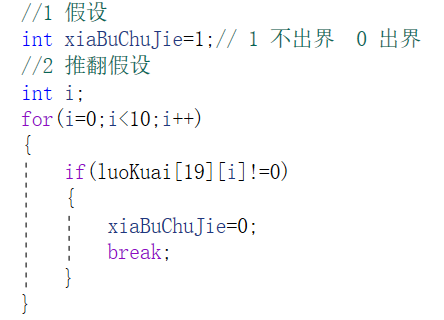 //1 假设
int xiaBuChuJie=1;// 1 不出界  0 出界
//2 推翻假设
int i;
for(i=0;i<10;i++)
{
    if(luoKuai[19][i]!=0)
    {
        xiaBuChuJie=0;
        break;
    }
}